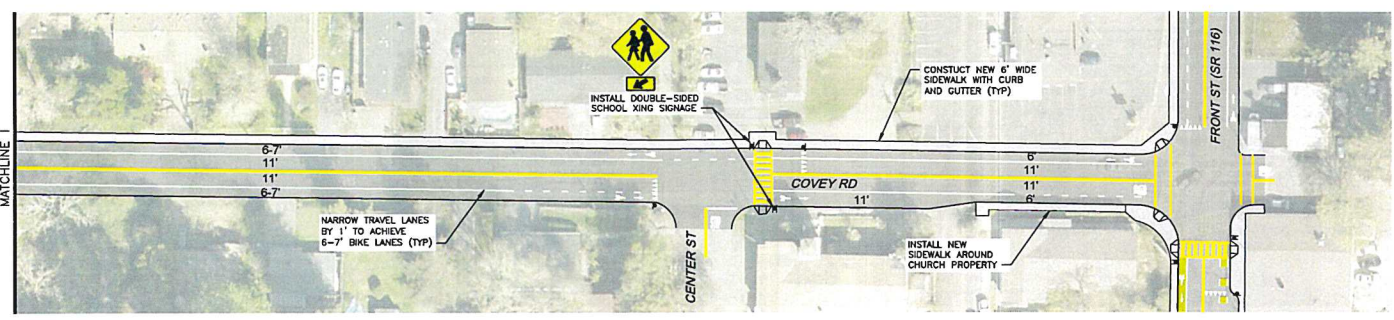 MATCHLINE I
6-7'
11'
11'
6-7'
NARROW TRAVEL LANES
BY 1' TO ACHIEVE
6-7' BIKE LANES (TYP)
INSTALL DOUBLE-SIDED
SCHOOL XING SIGNAGE
CENTER ST
COVEY RD
11'
CONSTUCT NEW 6' WIDE
SIDEWALK WITH CURB
AND GUTTER (TYP)
6'
11'
11'
6'
INSTALL NEW
SIDEWALK AROUND
CHURCH PROPERTY
FRONT ST (SR 116)